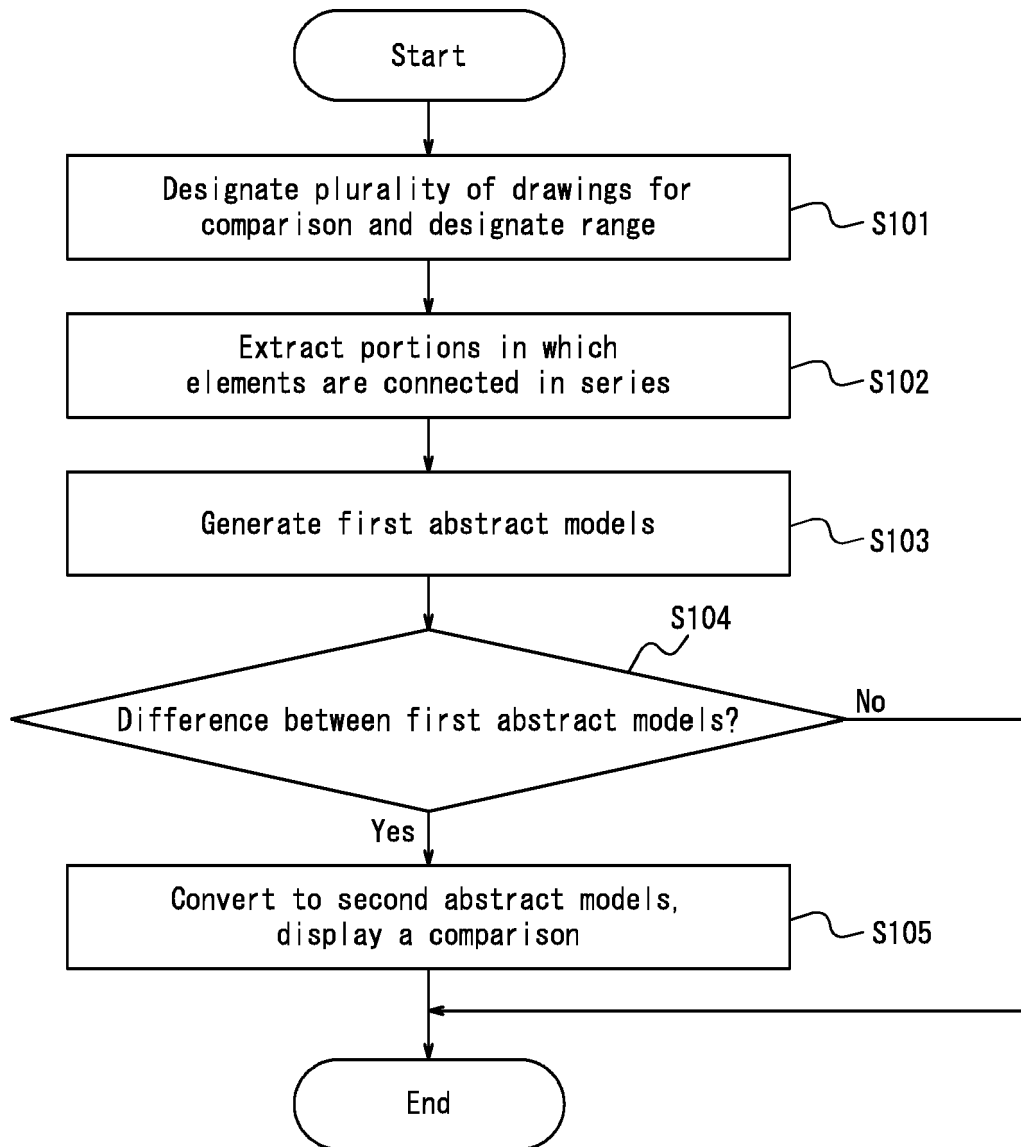 Start
Designate plurality of drawings for
comparison and designate range
S101
Extract portions in which
elements are connected in series
S102
Generate first abstract models
S103
S104
Difference between first abstract models?
No
Yes
Convert to second abstract models,
display a comparison
S105
End